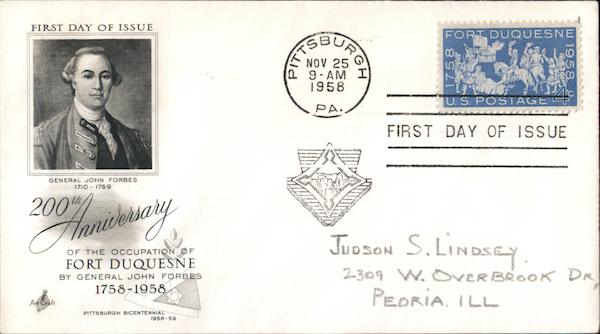 FIRST DAY OF ISSUE
GENERAL JOHN FORBES
1710-1759
200th Anniversary
OF THE OCCUPATION OF
FORT DUQUESNE
BY GENERAL JOHN FORBES
1758-1958
PITTSBURGH BICENTENNIAL
1958-59
ArtCraft
PITTSBURGH
NOV 25
9-AM
1958
PA.
FORT DUQUESNE
1758
1958
U.S. POSTAGE 4¢
FIRST DAY OF ISSUE
JUDSON S. LINDSEY
2309 W. OVERBROOK DR,
PEORIA. ILL